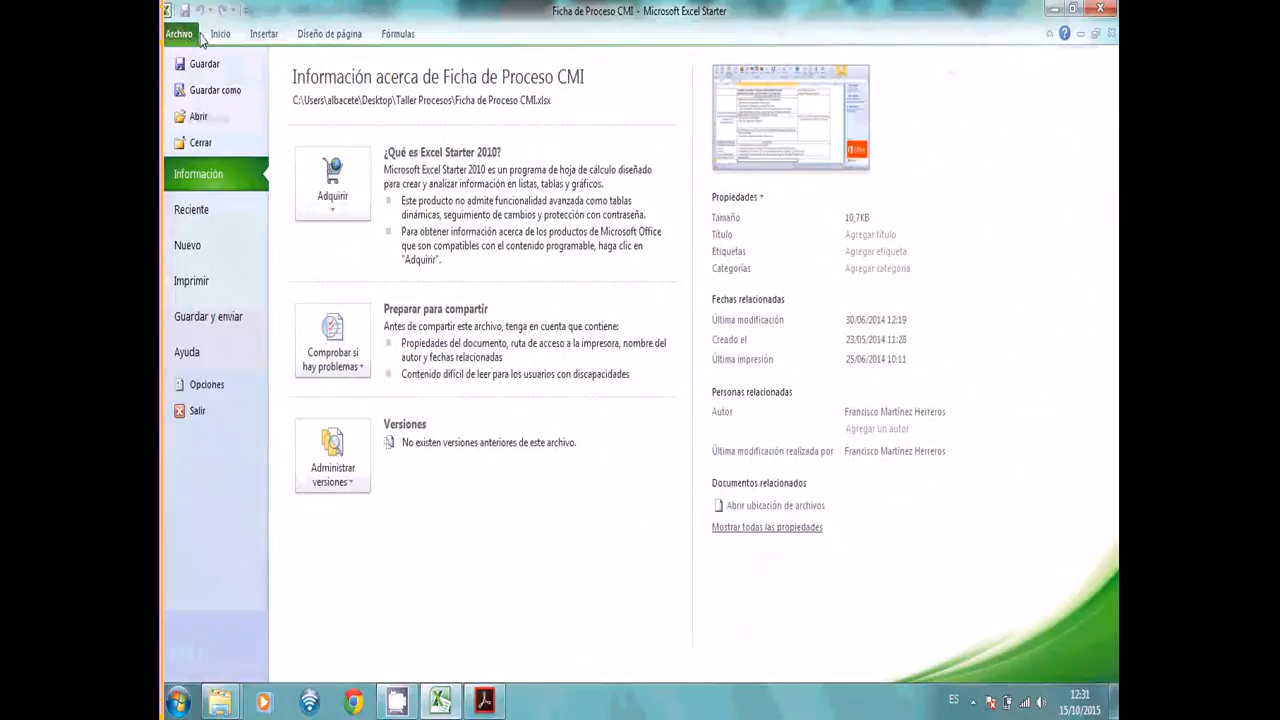 Ficha de Proceso CMI - Microsoft Excel Starter
Archivo
Inicio
Insertar
Diseño de página
Fórmulas
Guardar
Guardar como
Abrir
Cerrar
Información
Reciente
Nuevo
Imprimir
Guardar y enviar
Ayuda
Opciones
Salir
Información acerca de Ficha de Proceso CMI
Adquirir
¿Qué es Excel Starter 2010?
Microsoft Excel Starter 2010 es un programa de hoja de cálculo diseñado
para crear y analizar información en listas, tablas y gráficos.
Este producto no admite funcionalidad avanzada como tablas
dinámicas, seguimiento de cambios y protección con contraseña.
Para obtener información acerca de los productos de Microsoft Office
que son compatibles con el contenido programable, haga clic en
"Adquirir".
Comprobar si
hay problemas
Preparar para compartir
Antes de compartir este archivo, tenga en cuenta que contiene:
Propiedades del documento, ruta de acceso a la impresora, nombre del
autor y fechas relacionadas
Contenido difícil de leer para los usuarios con discapacidades
Administrar
versiones
Versiones
No existen versiones anteriores de este archivo.
Propiedades
Tamaño 10,7KB
Título Agregar título
Etiquetas Agregar etiqueta
Categorías Agregar categoría
Fechas relacionadas
Última modificación 30/06/2014 12:19
Creado el 23/05/2014 11:28
Última impresión 25/06/2014 10:11
Personas relacionadas
Autor Francisco Martínez Herreros
Agregar un autor
Última modificación realizada por Francisco Martínez Herreros
Documentos relacionados
Abrir ubicación de archivos
Mostrar todas las propiedades
ES
12:31
15/10/2015